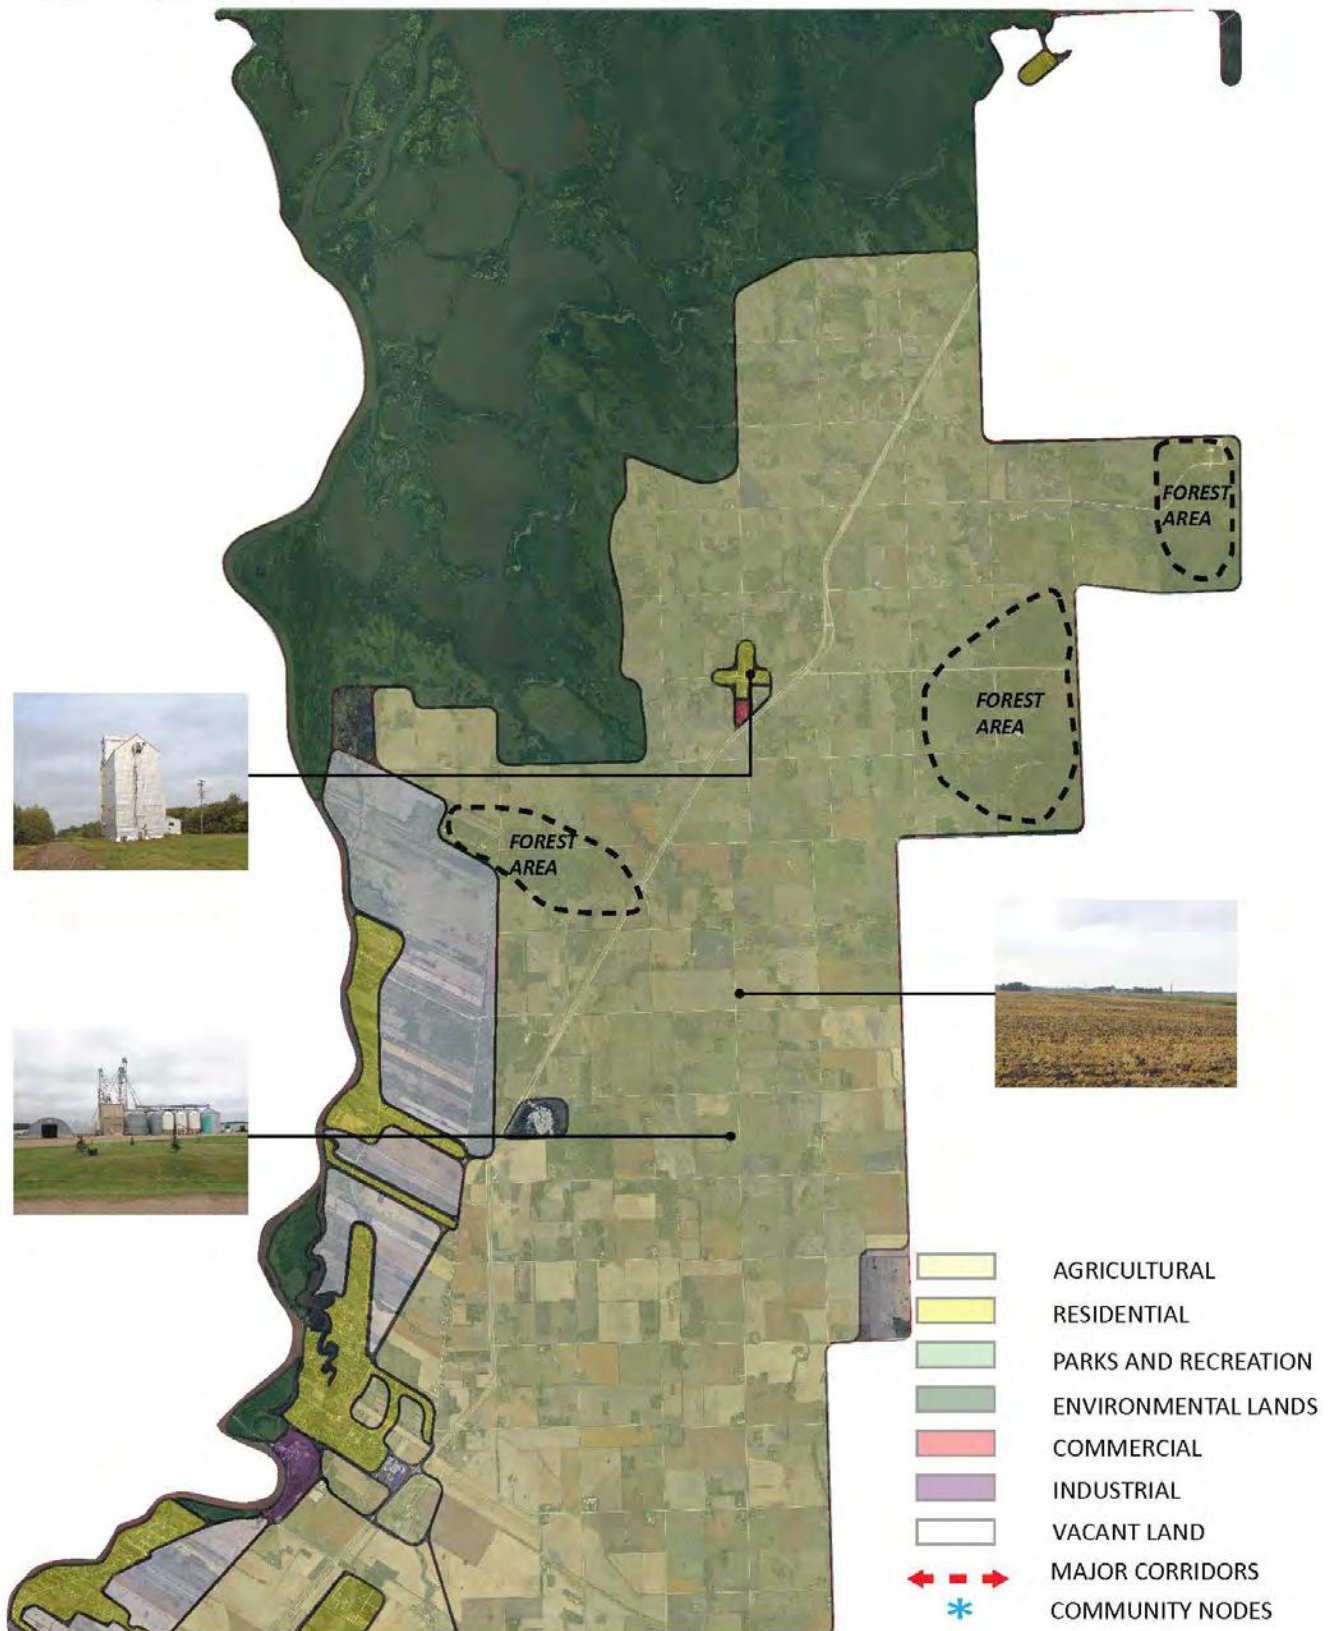 FOREST
AREA
FOREST
AREA
FOREST
AREA
AGRICULTURAL
RESIDENTIAL
PARKS AND RECREATION
ENVIRONMENTAL LANDS
COMMERCIAL
INDUSTRIAL
VACANT LAND
MAJOR CORRIDORS
COMMUNITY NODES